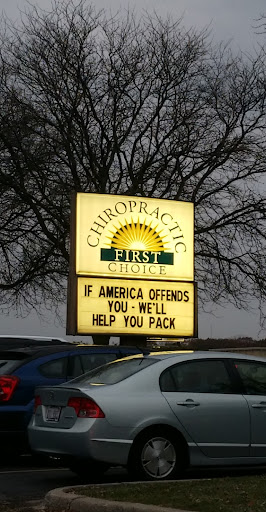 CHIROPRACTIC
FIRST
CHOICE
IF AMERICA OFFENDS
YOU - WE'LL
HELP YOU PACK